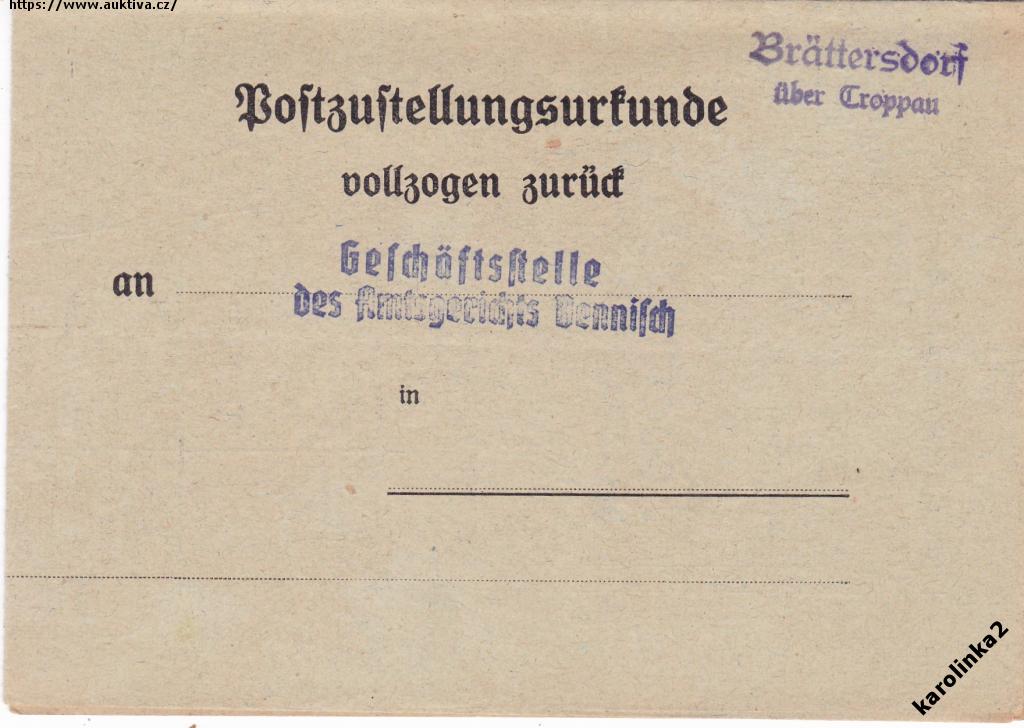 https://www.auktiva.cz/
Brättersdorf
über Troppau
Postzustellungsurkunde
vollzogen zurück
an
Geschäftsstelle
des Amtsgerichts Bennisch
in
karolinka2